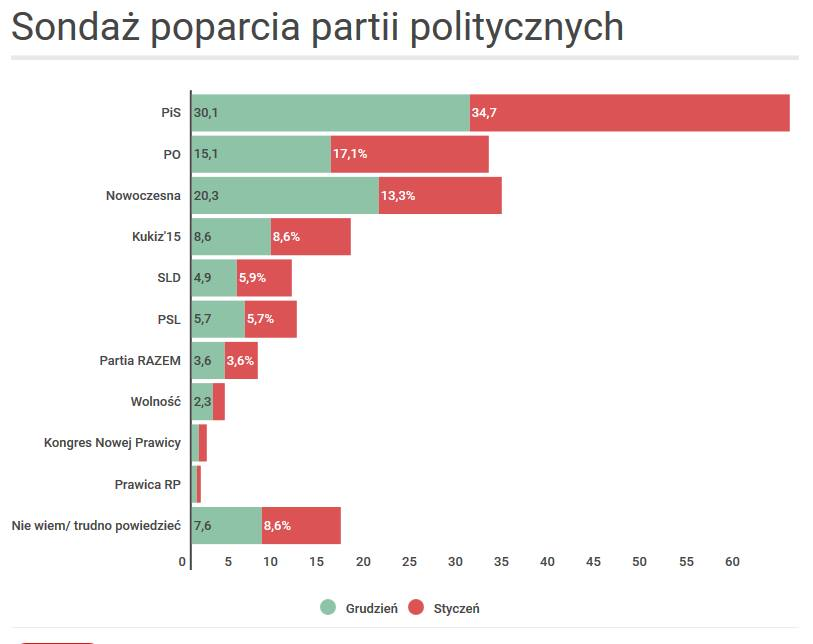 Sondaż poparcia partii politycznych
PiS 30,1 34,7
PO 15,1 17,1%
Nowoczesna 20,3 13,3%
Kukiz'15 8,6 8,6%
SLD 4,9 5,9%
PSL 5,7 5,7%
Partia RAZEM 3,6 3,6%
Wolność 2,3
Kongres Nowej Prawicy
Prawica RP
Nie wiem/ trudno powiedzieć 7,6 8,6%
0 5 10 15 20 25 30 35 40 45 50 55 60
Grudzień Styczeń